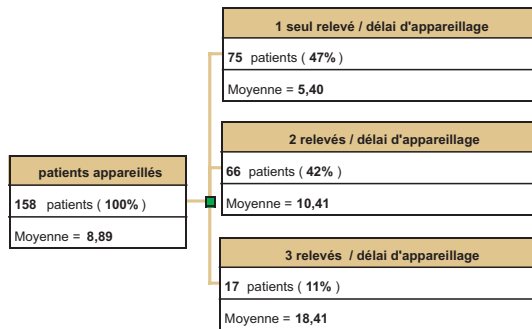 patients appareillés
158 patients ( 100% )
Moyenne = 8,89
1 seul relevé / délai d'appareillage
75 patients ( 47% )
Moyenne = 5,40
2 relevés / délai d'appareillage
66 patients ( 42% )
Moyenne = 10,41
3 relevés / délai d'appareillage
17 patients ( 11% )
Moyenne = 18,41